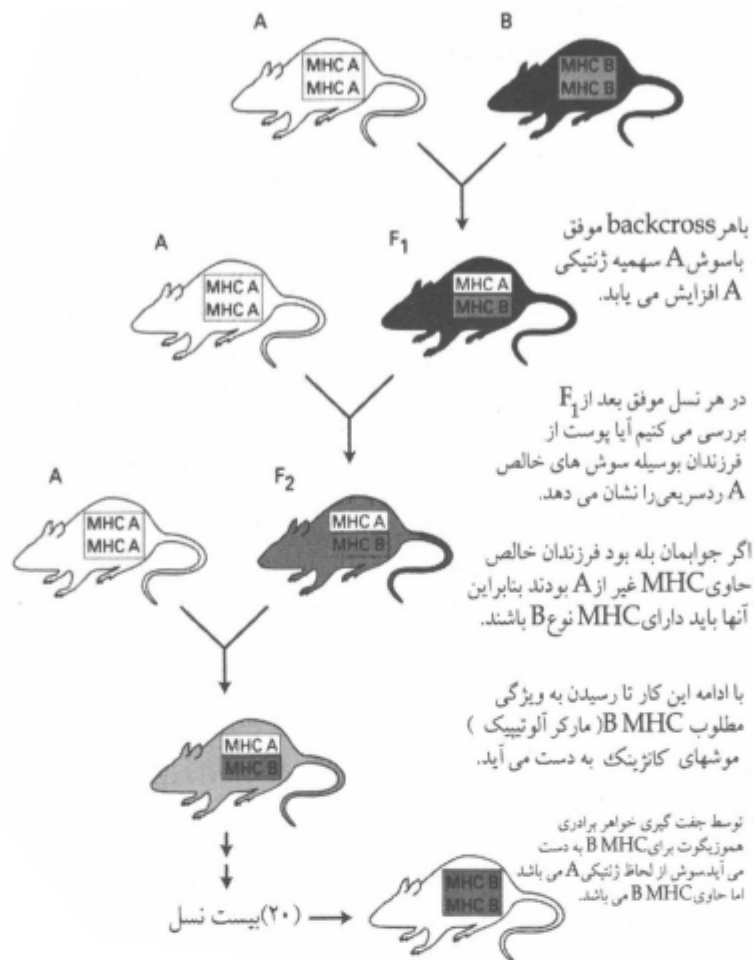 A
B
MHC A
MHC A
MHC B
MHC B
باهر backcross موفق
باسوش A سهمیه ژنتیکی
A افزایش می یابد.
A
F1
MHC A
MHC A
MHC A
MHC B
در هر نسل موفق بعد از F1
بررسی می کنیم آیا پوست از
فرزندان بوسیله سوش های خالص
A ردسریعی را نشان می دهد.
A
F2
MHC A
MHC A
MHC A
MHC B
اگر جوابمان بله بود فرزندان خالص
حاوی MHC غیر از A بودند بنابراین
آنها باید دارای MHC نوع B باشند.
با ادامه این کار تا رسیدن به ویژگی
مطلوب B MHC( مارکر آلوتیپیک )
موشهای کانژینک به دست می آید.
MHC A
MHC B
توسط جفت گیری خواهر برادری
هموزیگوت برای B MHC به دست
می آید.سوش از لحاظ ژنتیکی A می باشد
اما حاوی B MHC می باشد.
MHC B
MHC B
(۲۰)بیست نسل